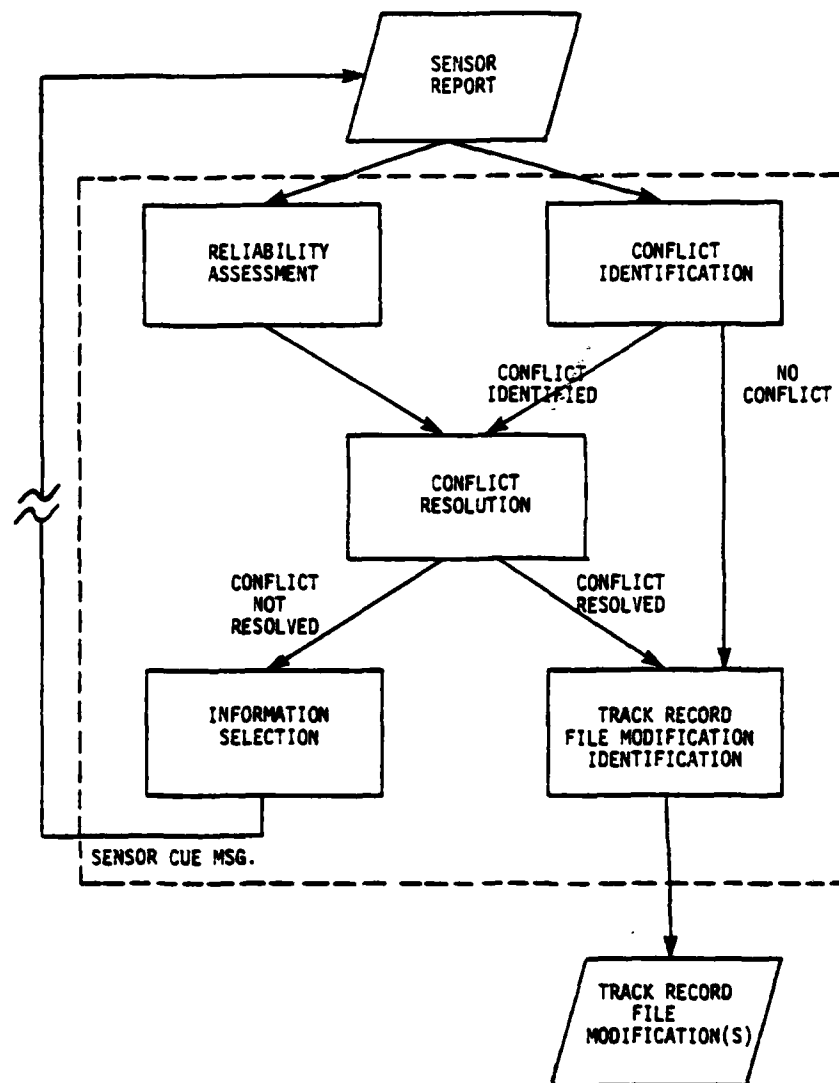 SENSOR
REPORT
RELIABILITY
ASSESSMENT
CONFLICT
IDENTIFICATION
CONFLICT
IDENTIFIED
NO
CONFLICT
CONFLICT
RESOLUTION
CONFLICT
NOT
RESOLVED
CONFLICT
RESOLVED
INFORMATION
SELECTION
TRACK RECORD
FILE MODIFICATION
IDENTIFICATION
SENSOR CUE MSG.
TRACK RECORD
FILE
MODIFICATION(S)